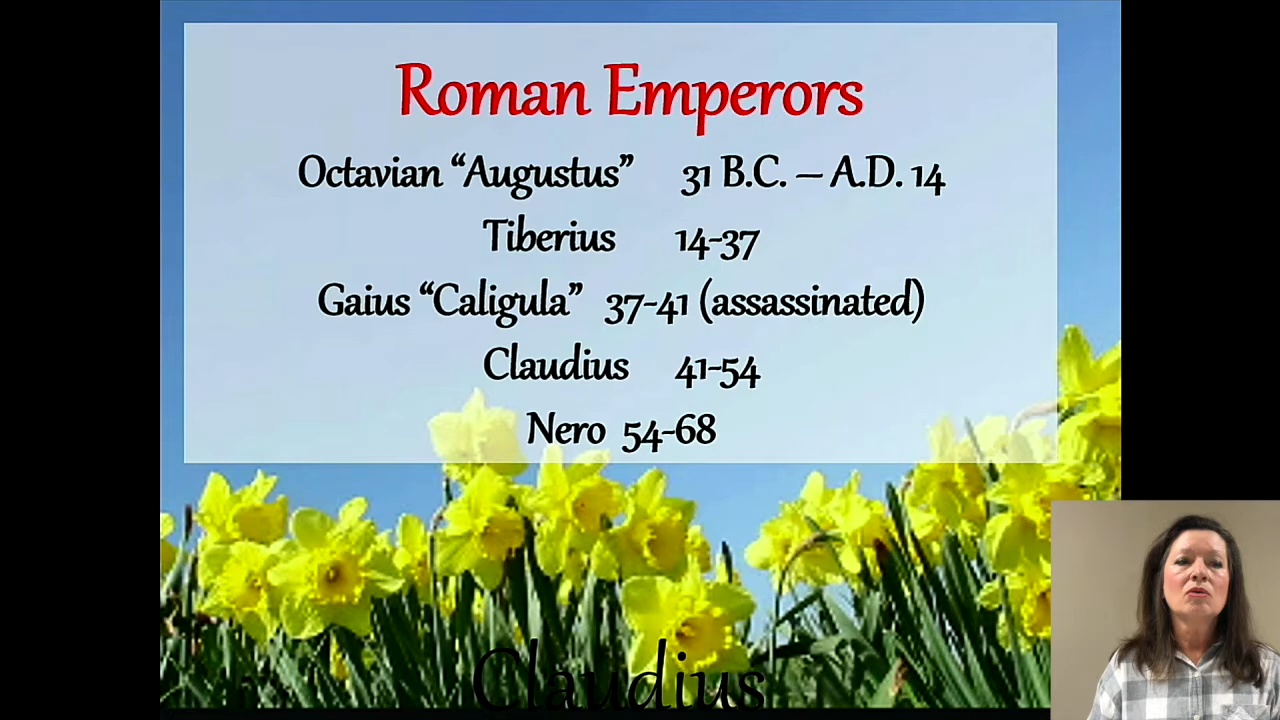 Roman Emperors
Octavian “Augustus” 31 B.C. – A.D. 14
Tiberius 14-37
Gaius “Caligula” 37-41 (assassinated)
Claudius 41-54
Nero 54-68
Claudius